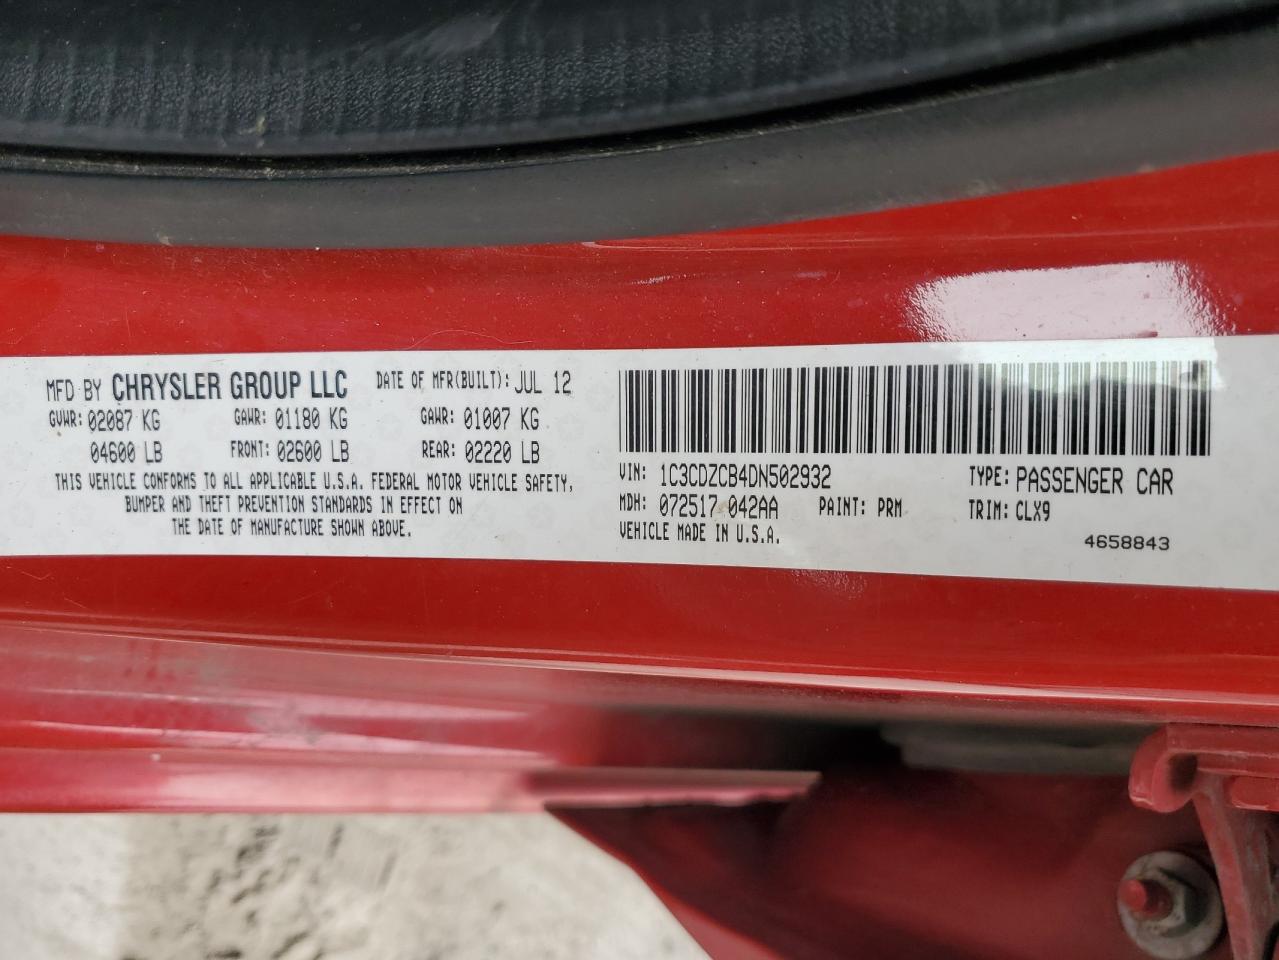 MFD BY CHRYSLER GROUP LLC DATE OF MFR(BUILT): JUL 12
GVWR: 02087 KG GAWR: 01180 KG GAWR: 01007 KG
04600 LB FRONT: 02600 LB REAR: 02220 LB
THIS VEHICLE CONFORMS TO ALL APPLICABLE U.S.A. FEDERAL MOTOR VEHICLE SAFETY,
BUMPER AND THEFT PREVENTION STANDARDS IN EFFECT ON
THE DATE OF MANUFACTURE SHOWN ABOVE.
VIN: 1C3CDZCB4DN502932 TYPE: PASSENGER CAR
MDH: 072517 042AA PAINT: PRM TRIM: CLX9
VEHICLE MADE IN U.S.A.
4658843